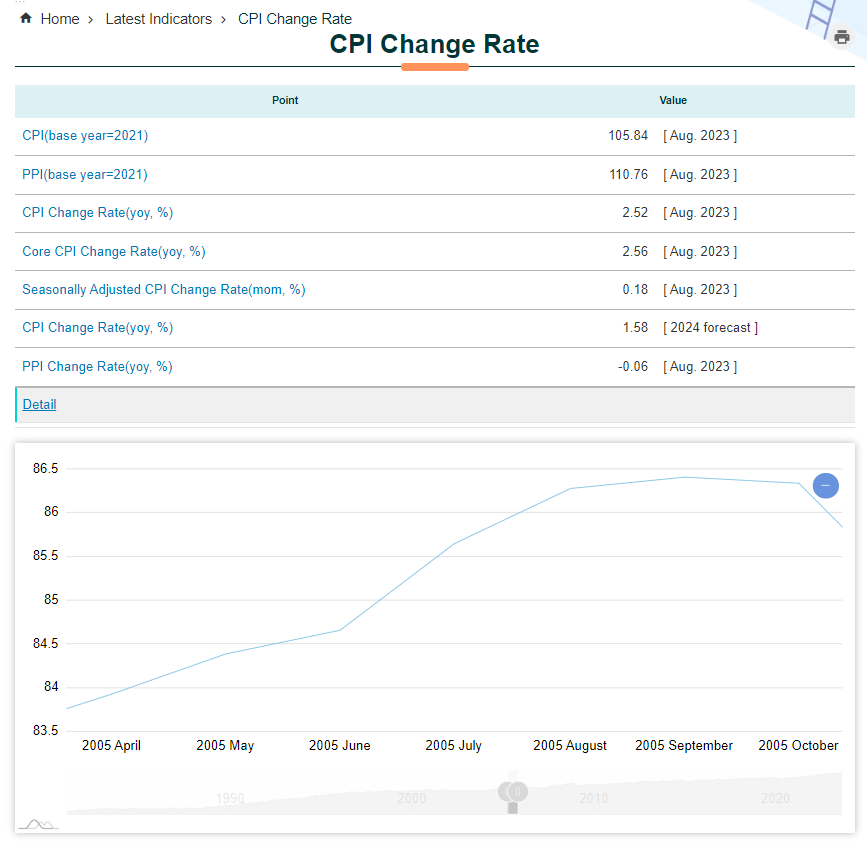 Home › Latest Indicators › CPI Change Rate
CPI Change Rate
Point Value
CPI(base year=2021) 105.84 [ Aug. 2023 ]
PPI(base year=2021) 110.76 [ Aug. 2023 ]
CPI Change Rate(yoy, %) 2.52 [ Aug. 2023 ]
Core CPI Change Rate(yoy, %) 2.56 [ Aug. 2023 ]
Seasonally Adjusted CPI Change Rate(mom, %) 0.18 [ Aug. 2023 ]
CPI Change Rate(yoy, %) 1.58 [ 2024 forecast ]
PPI Change Rate(yoy, %) -0.06 [ Aug. 2023 ]
Detail
86.5
86
85.5
85
84.5
84
83.5
2005 April 2005 May 2005 June 2005 July 2005 August 2005 September 2005 October
1990 2000 2010 2020